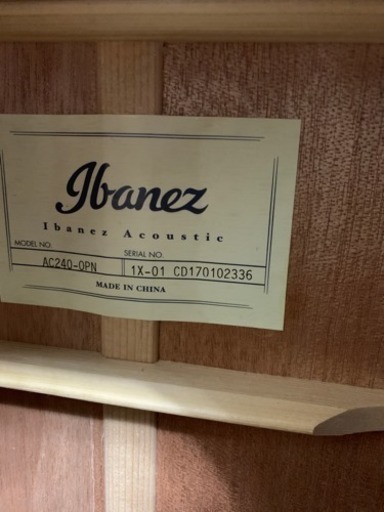 Ibanez
Ibanez Acoustic
MODEL NO. SERIAL NO.
AC240-OPN 1X-01 CD170102336
MADE IN CHINA